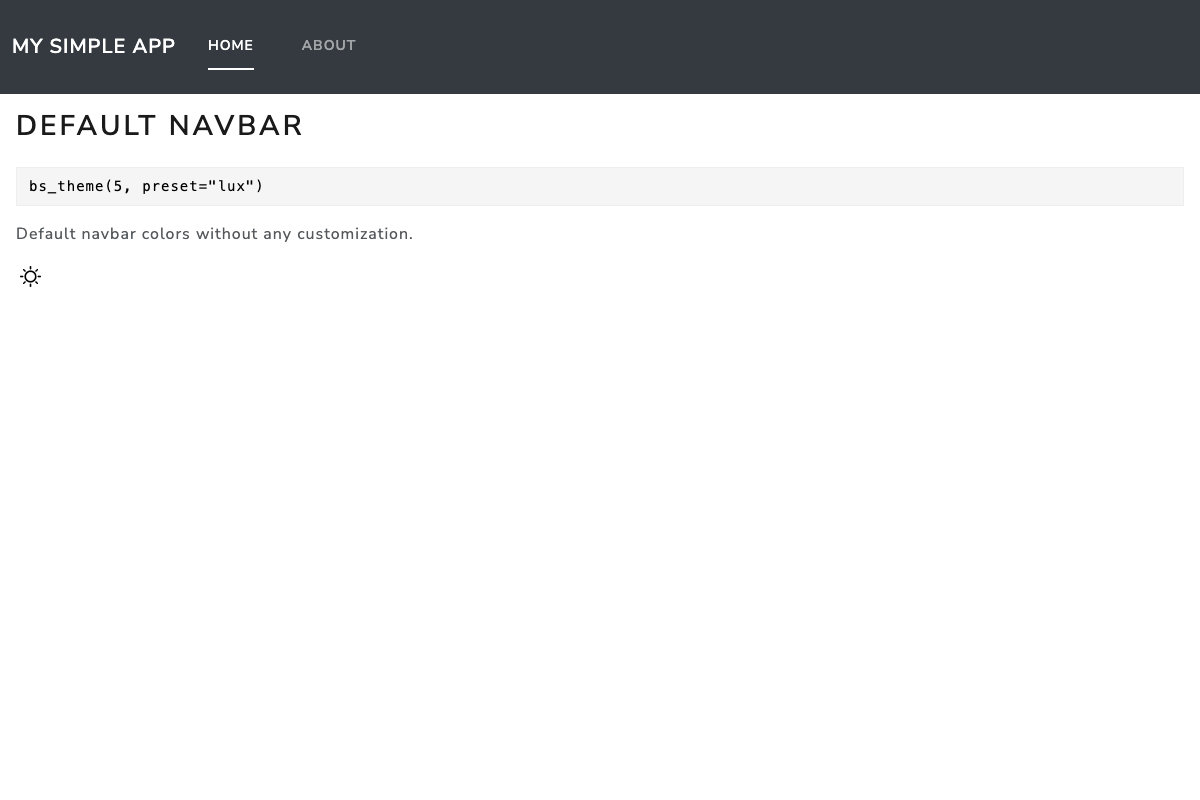 MY SIMPLE APP HOME ABOUT
DEFAULT NAVBAR
bs_theme(5, preset="lux")
Default navbar colors without any customization.